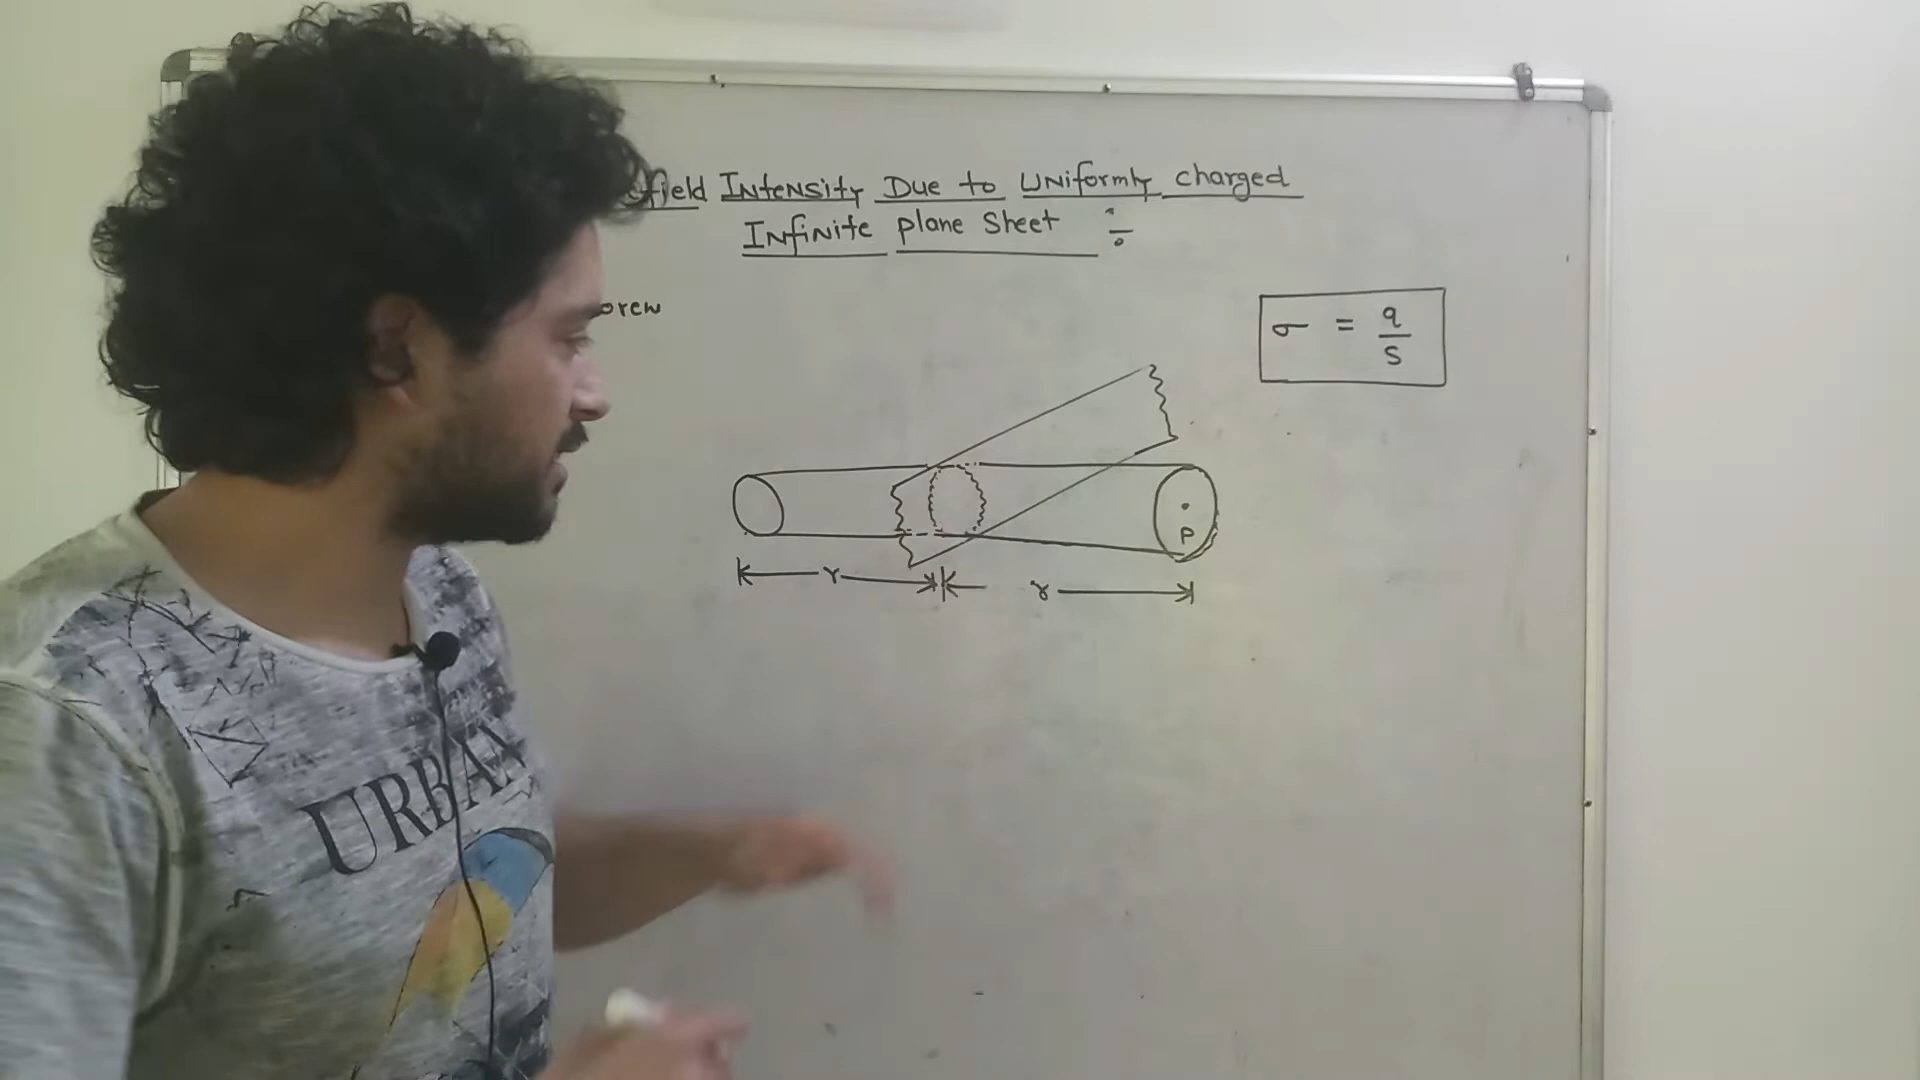 field Intensity Due to Uniformly charged
Infinite plane Sheet ÷
σ = q/s
P
r
r
URBAN